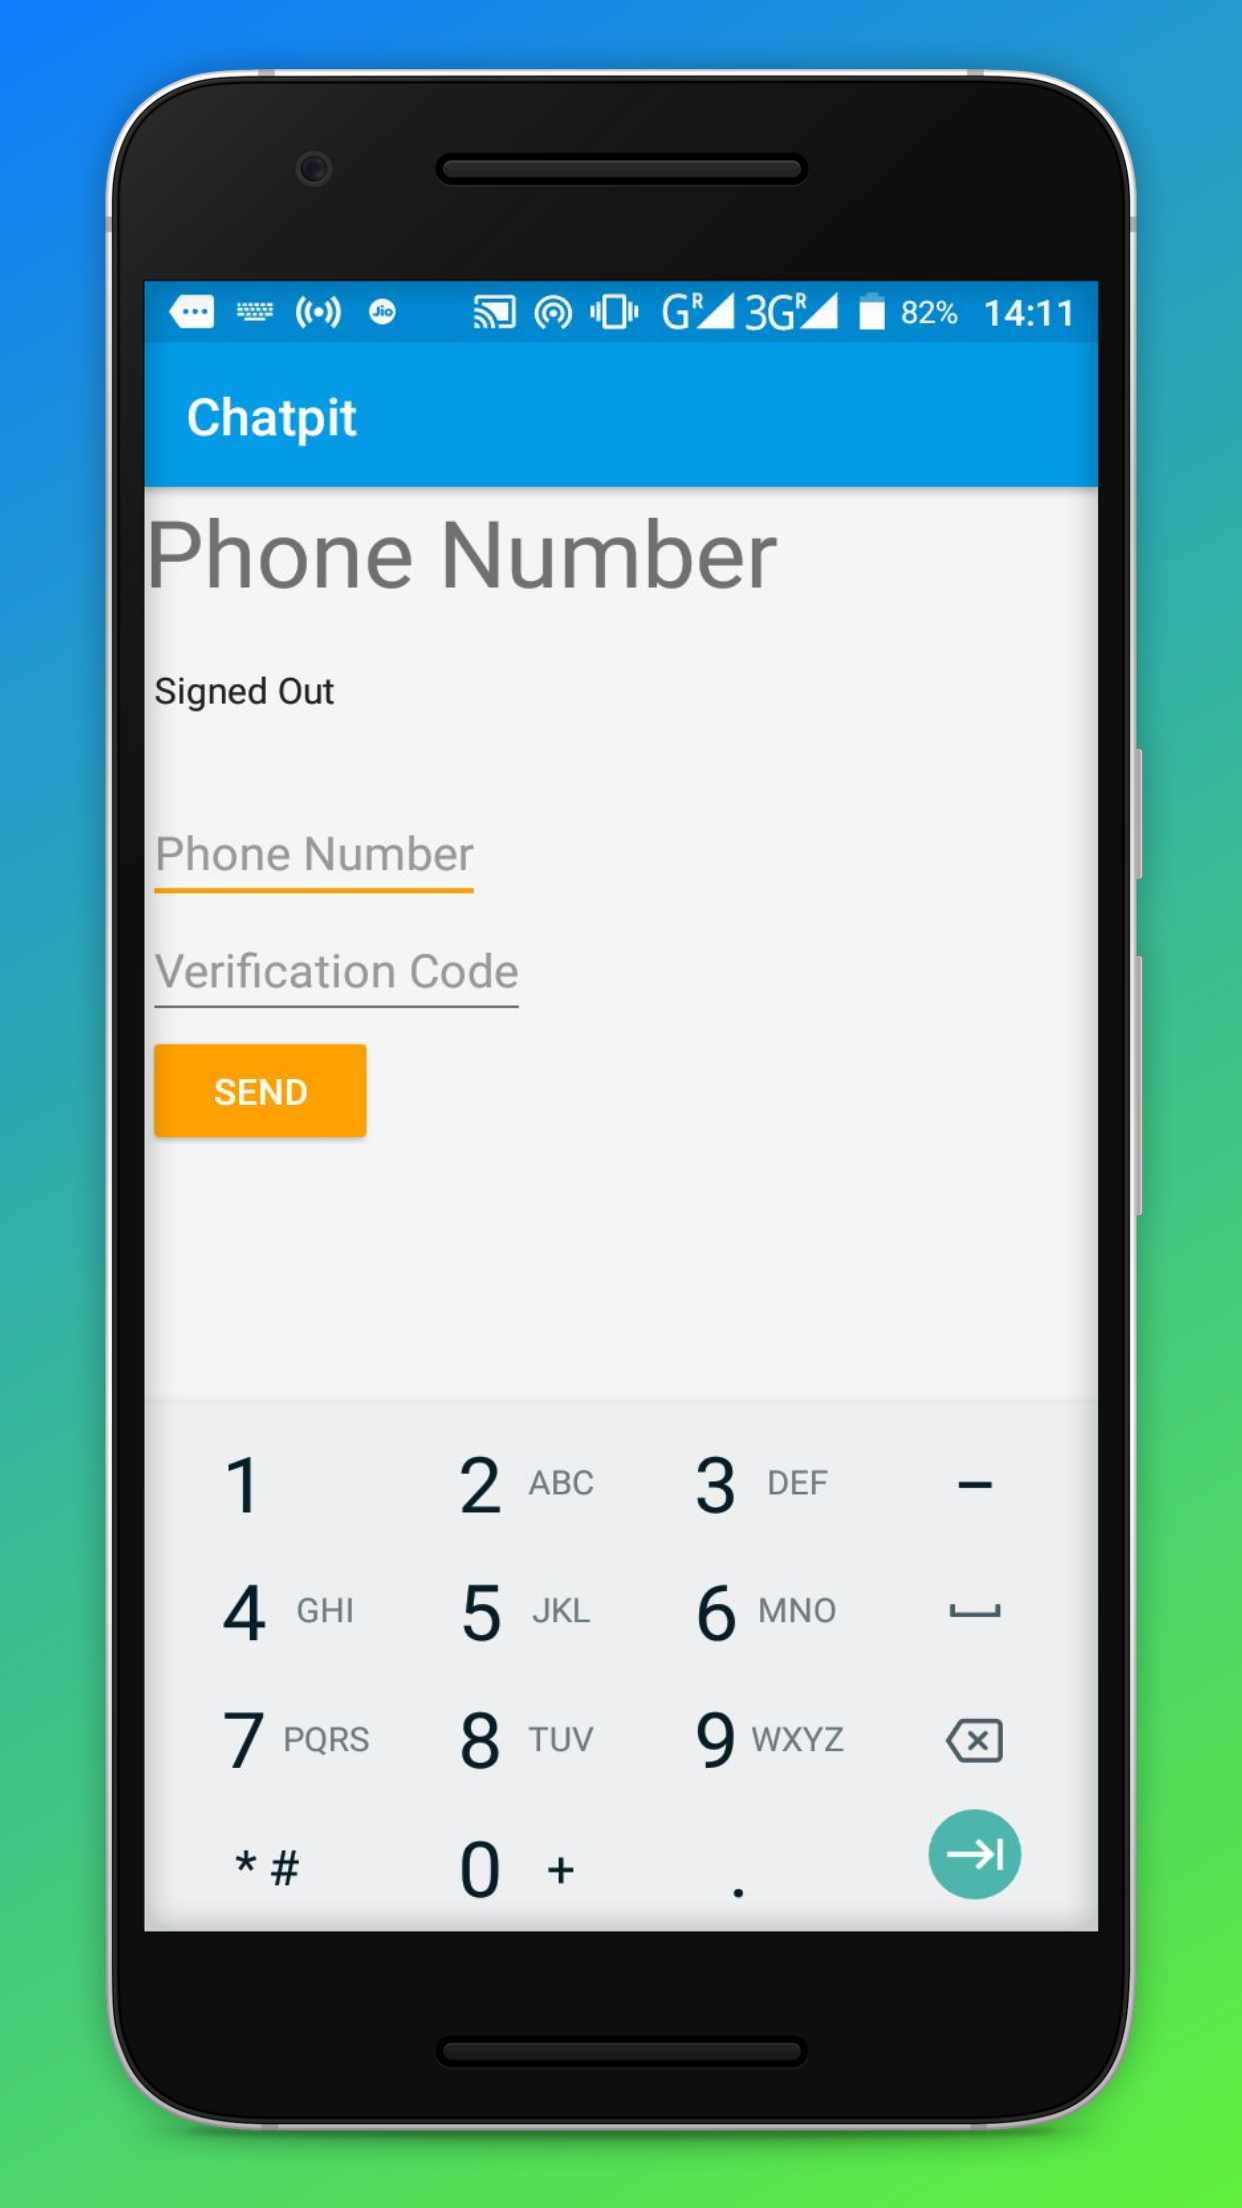 Jio G R 3G R 82% 14:11
Chatpit
Phone Number
Signed Out
Phone Number
Verification Code
SEND
1 2 ABC 3 DEF –
4 GHI 5 JKL 6 MNO
7 PQRS 8 TUV 9 WXYZ
* # 0 + .